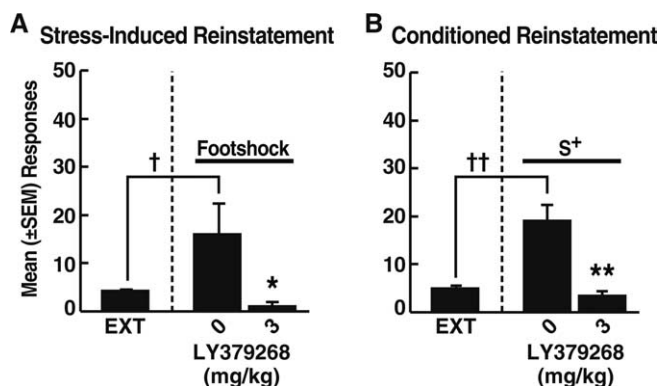 A Stress-Induced Reinstatement
B Conditioned Reinstatement
Mean (±SEM) Responses
50
40
30
20
10
0
†
Footshock
*
EXT
0
3
LY379268
(mg/kg)
50
40
30
20
10
0
††
S+
**
EXT
0
3
LY379268
(mg/kg)